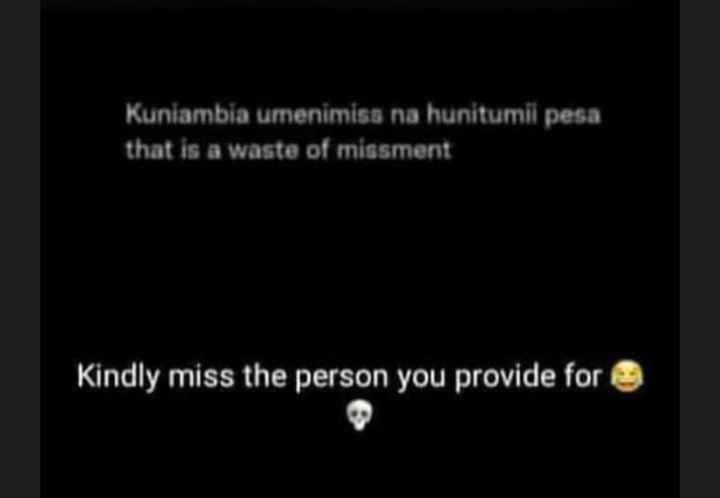 Kuniambia umenimiss na hunitumii pesa
that is a waste of missment
Kindly miss the person you provide for 😂
💀